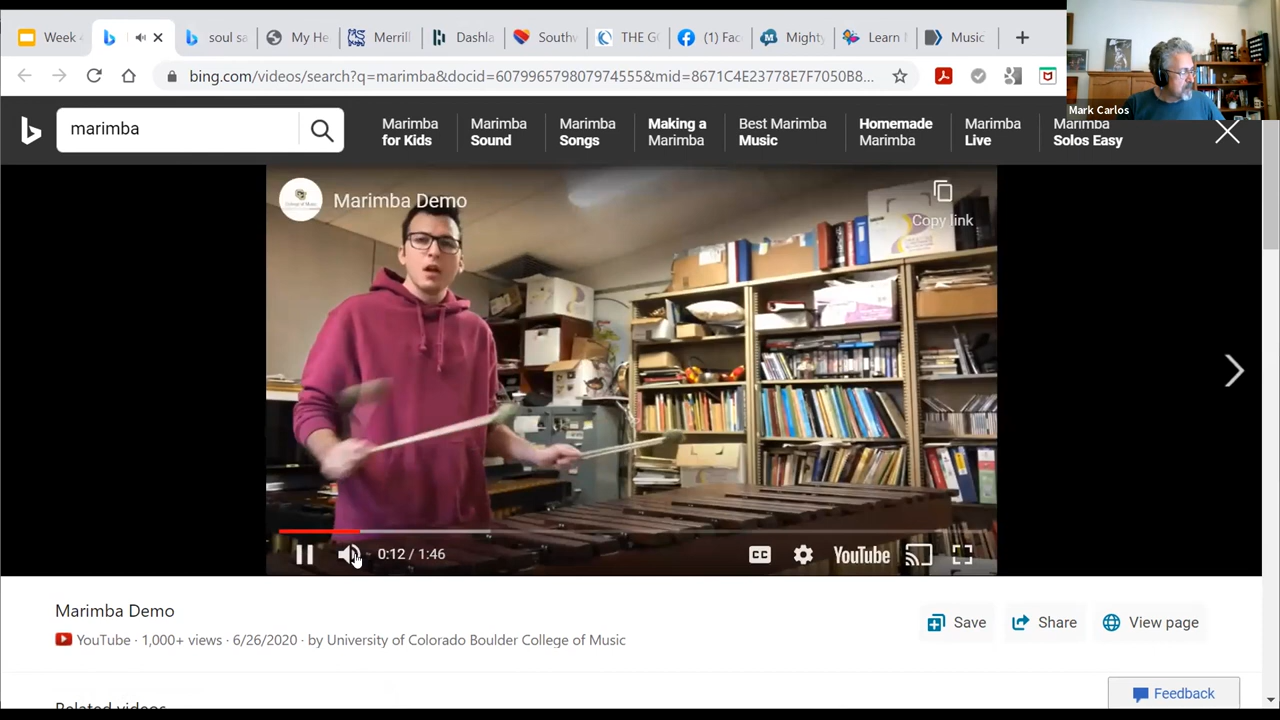 Week
soul sa
My He
Merrill
Dashla
Southw
THE G
(1) Fac
Mighty
Learn
Music
bing.com/videos/search?q=marimba&docid=607996579807974555&mid=8671C4E23778E7F7050B8...
Mark Carlos
marimba
Marimba for Kids
Marimba Sound
Marimba Songs
Making a Marimba
Best Marimba Music
Homemade Marimba
Marimba Live
Marimba Solos Easy
Marimba Demo
Copy link
0:12 / 1:46
CC
YouTube
Marimba Demo
Save
Share
View page
YouTube · 1,000+ views · 6/26/2020 · by University of Colorado Boulder College of Music
Feedback
Related videos